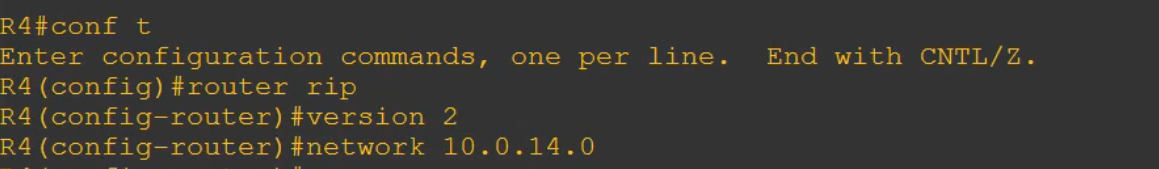 R4#conf t
Enter configuration commands, one per line.  End with CNTL/Z.
R4(config)#router rip
R4(config-router)#version 2
R4(config-router)#network 10.0.14.0